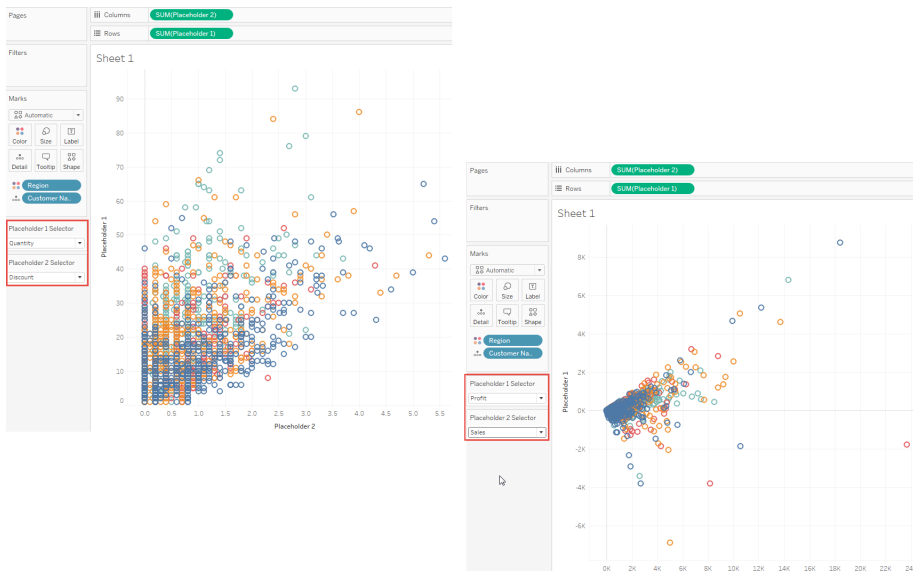 Pages
Columns
SUM(Placeholder 2)
Rows
SUM(Placeholder 1)
Filters
Sheet 1
Marks
Automatic
Color
Size
Label
Detail
Tooltip
Shape
Region
Customer Na..
Placeholder 1 Selector
Quantity
Placeholder 2 Selector
Discount
Placeholder 1
90
80
70
60
50
40
30
20
10
0
0.0 0.5 1.0 1.5 2.0 2.5 3.0 3.5 4.0 4.5 5.0 5.5
Placeholder 2
Pages
Columns
SUM(Placeholder 2)
Rows
SUM(Placeholder 1)
Filters
Sheet 1
Marks
Automatic
Color
Size
Label
Detail
Tooltip
Shape
Region
Customer Na..
Placeholder 1 Selector
Profit
Placeholder 2 Selector
Sales
Placeholder 1
8K
6K
4K
2K
0K
-2K
-4K
-6K
0K 2K 4K 6K 8K 10K 12K 14K 16K 18K 20K 22K 24